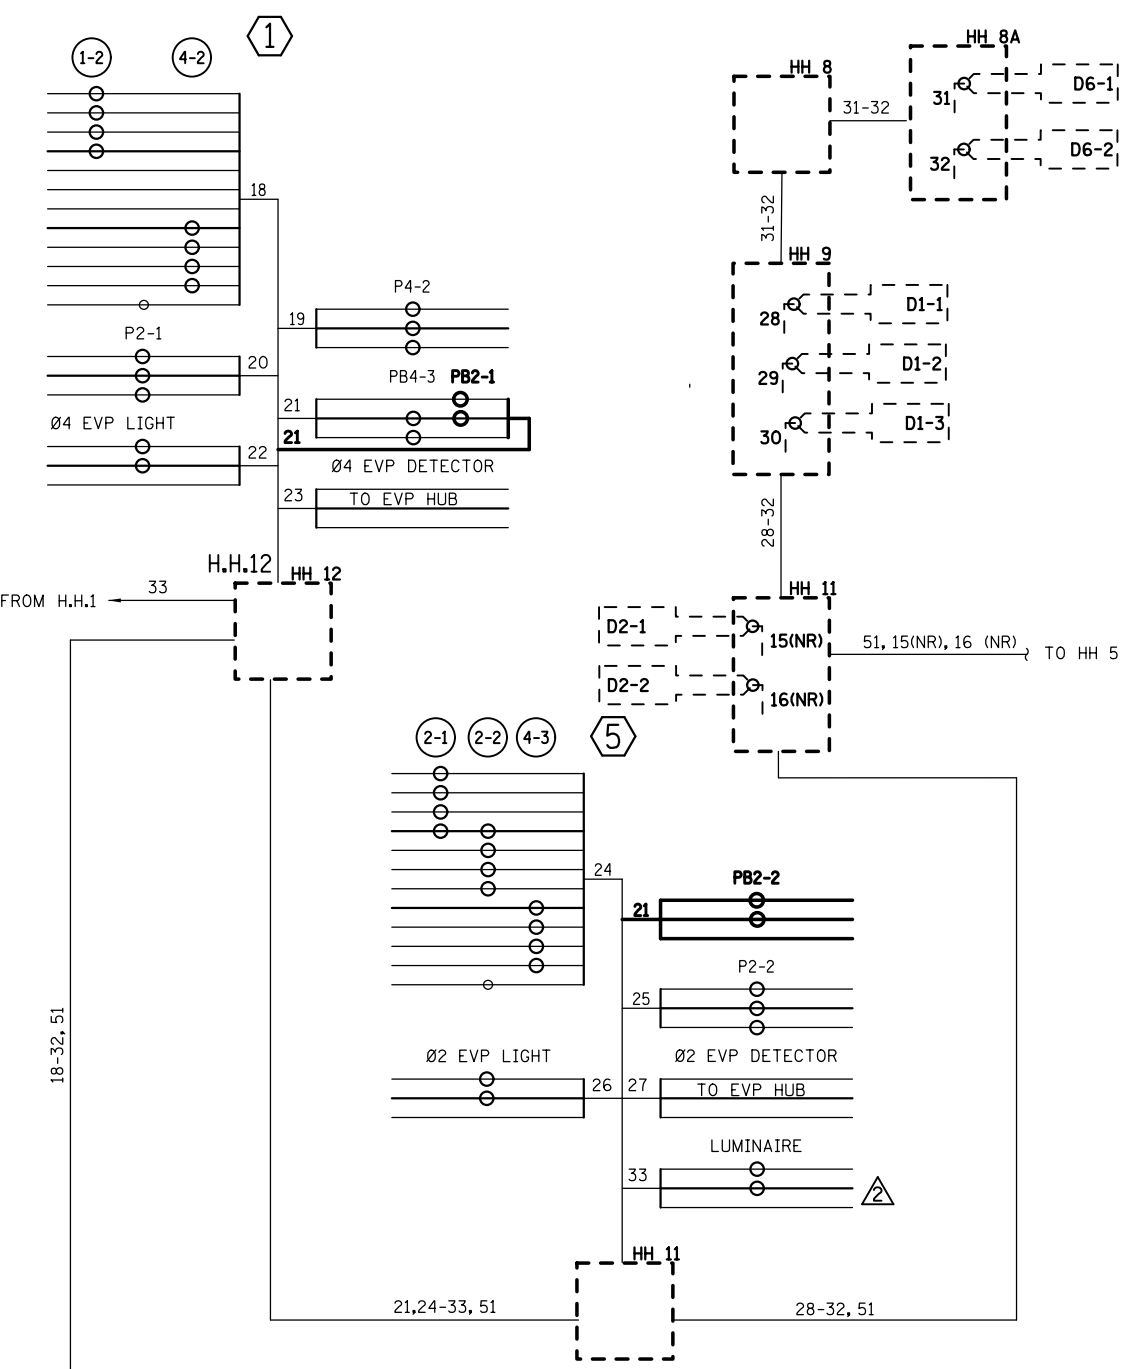 1
1-2
4-2
18
P2-1
20
Ø4 EVP LIGHT
22
P4-2
19
PB4-3 PB2-1
21
21
Ø4 EVP DETECTOR
23
TO EVP HUB
H.H.12
HH 12
33
FROM H.H.1
18-32, 51
HH 8A
HH 8
31-32
31
D6-1
32
D6-2
31-32
HH 9
28
D1-1
29
D1-2
30
D1-3
28-32
HH 11
D2-1
15(NR)
51, 15(NR), 16 (NR)
TO HH 5
D2-2
16(NR)
2-1
2-2
4-3
5
24
PB2-2
21
P2-2
25
Ø2 EVP LIGHT
26
Ø2 EVP DETECTOR
27
TO EVP HUB
LUMINAIRE
33
2
HH 11
21,24-33, 51
28-32, 51